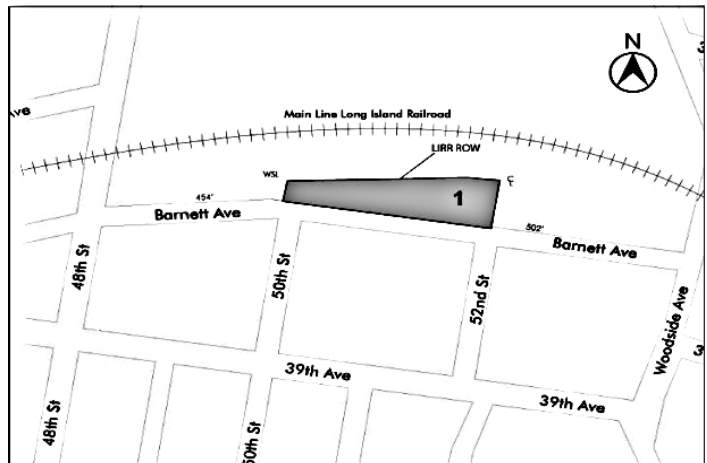 N
Main Line Long Island Railroad
LIRR ROW
WSL
℄
454'
1
Barnett Ave
502'
Barnett Ave
48th St
50th St
52nd St
Woodside Ave
39th Ave
39th Ave
48th St
50th St